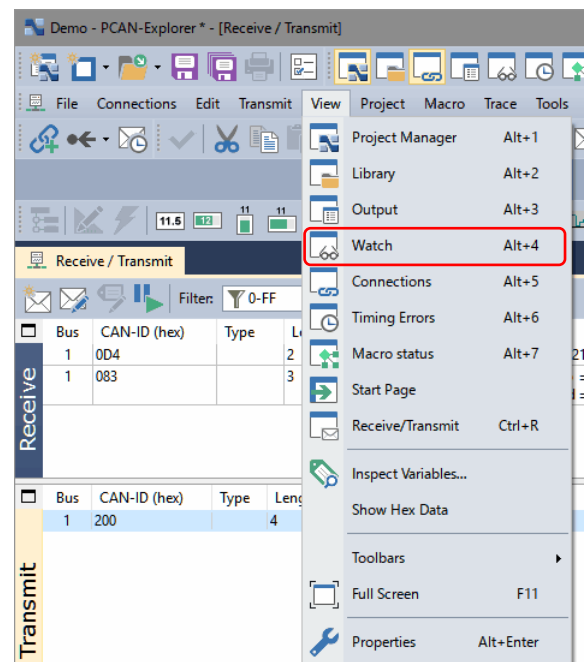 Demo - PCAN-Explorer * - [Receive / Transmit]
File Connections Edit Transmit View Project Macro Trace Tools
Project Manager Alt+1
Library Alt+2
Output Alt+3
Watch Alt+4
Connections Alt+5
Timing Errors Alt+6
Macro status Alt+7
Start Page
Receive/Transmit Ctrl+R
Inspect Variables...
Show Hex Data
Toolbars
Full Screen F11
Properties Alt+Enter
11.5 12 11 11
Receive / Transmit
Filter: 0-FF
Bus CAN-ID (hex) Type
1 0D4 2 21
1 083 3 =
Receive
Bus CAN-ID (hex) Type Leng
1 200 4
Transmit